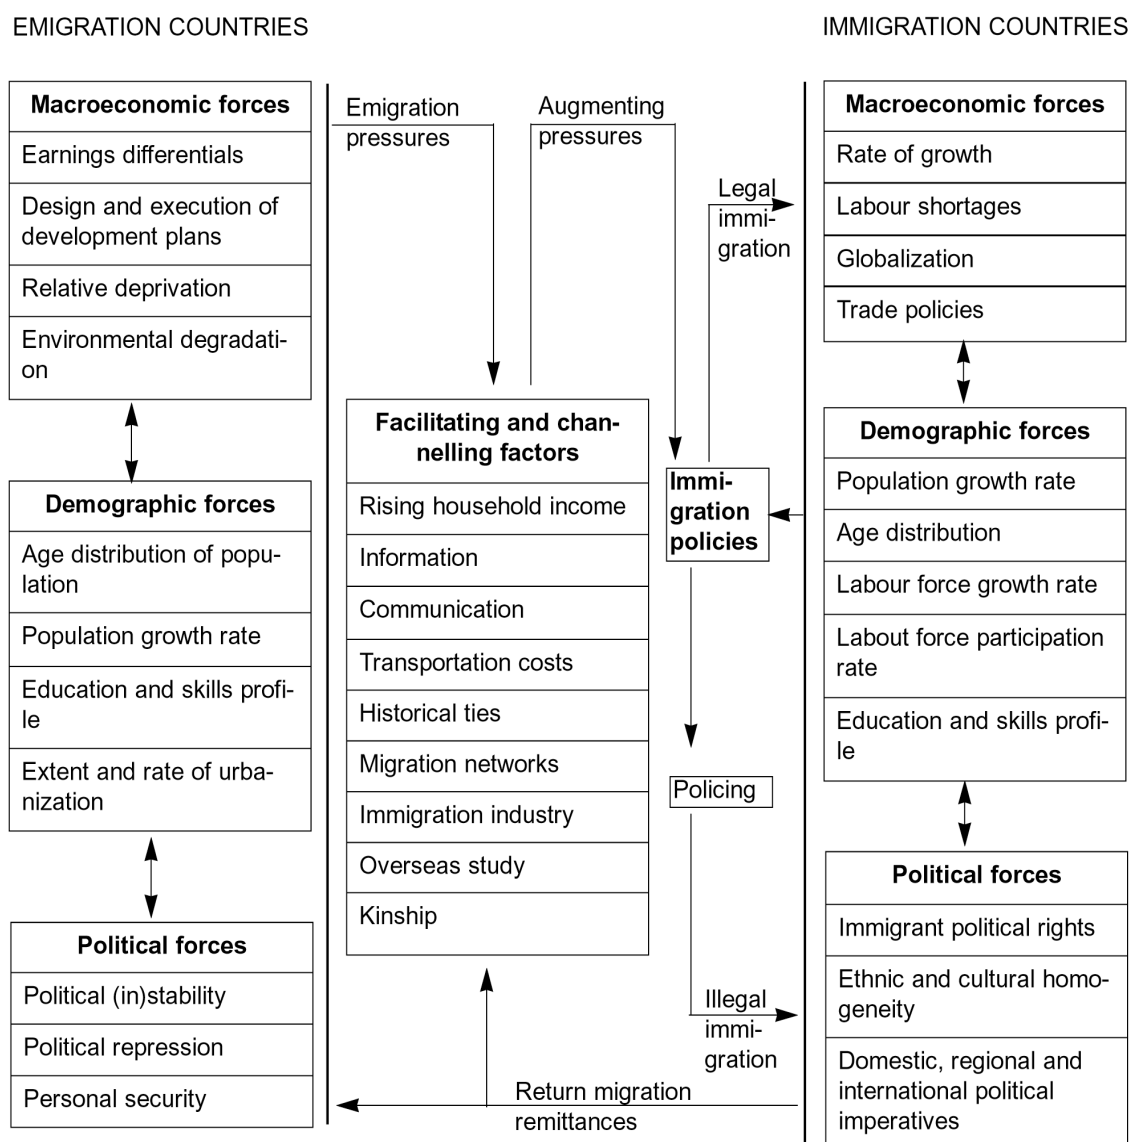 EMIGRATION COUNTRIES
IMMIGRATION COUNTRIES
Macroeconomic forces
Earnings differentials
Design and execution of
development plans
Relative deprivation
Environmental degradati-
on
Demographic forces
Age distribution of popu-
lation
Population growth rate
Education and skills profi-
le
Extent and rate of urba-
nization
Political forces
Political (in)stability
Political repression
Personal security
Emigration
pressures
Augmenting
pressures
Legal
immi-
gration
Facilitating and chan-
nelling factors
Rising household income
Information
Communication
Transportation costs
Historical ties
Migration networks
Immigration industry
Overseas study
Kinship
Immi-
gration
policies
Policing
Illegal
immi-
gration
Return migration
remittances
Macroeconomic forces
Rate of growth
Labour shortages
Globalization
Trade policies
Demographic forces
Population growth rate
Age distribution
Labour force growth rate
Labout force participation
rate
Education and skills profi-
le
Political forces
Immigrant political rights
Ethnic and cultural homo-
geneity
Domestic, regional and
international political
imperatives